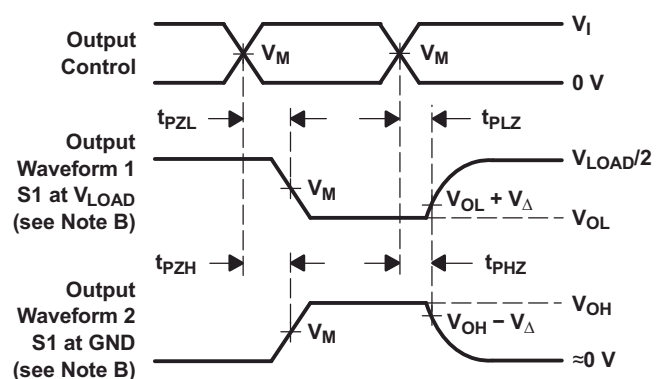 Output
Control
V_M
V_M
V_I
0 V
t_PZL
t_PLZ
Output
Waveform 1
S1 at V_LOAD
(see Note B)
V_M
V_LOAD/2
V_OL + V_Δ
V_OL
t_PZH
t_PHZ
Output
Waveform 2
S1 at GND
(see Note B)
V_M
V_OH
V_OH − V_Δ
≈0 V